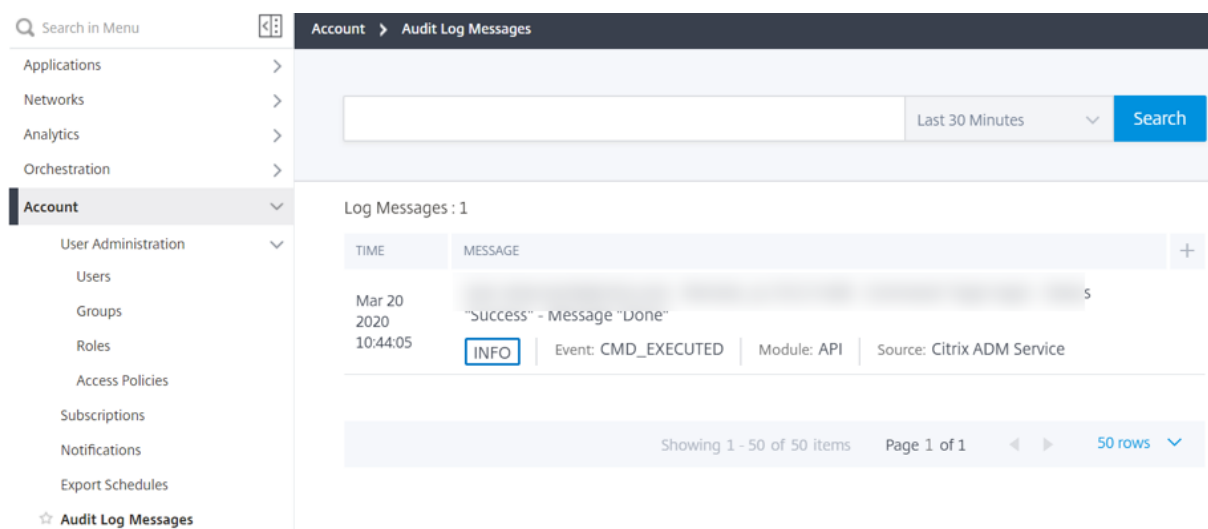 Search in Menu
Applications
Networks
Analytics
Orchestration
Account
User Administration
Users
Groups
Roles
Access Policies
Subscriptions
Notifications
Export Schedules
Audit Log Messages
Account > Audit Log Messages
Last 30 Minutes Search
Log Messages : 1
TIME MESSAGE
Mar 20
2020
10:44:05
s
"Success" - Message "Done"
INFO Event: CMD_EXECUTED Module: API Source: Citrix ADM Service
Showing 1 - 50 of 50 items Page 1 of 1 50 rows